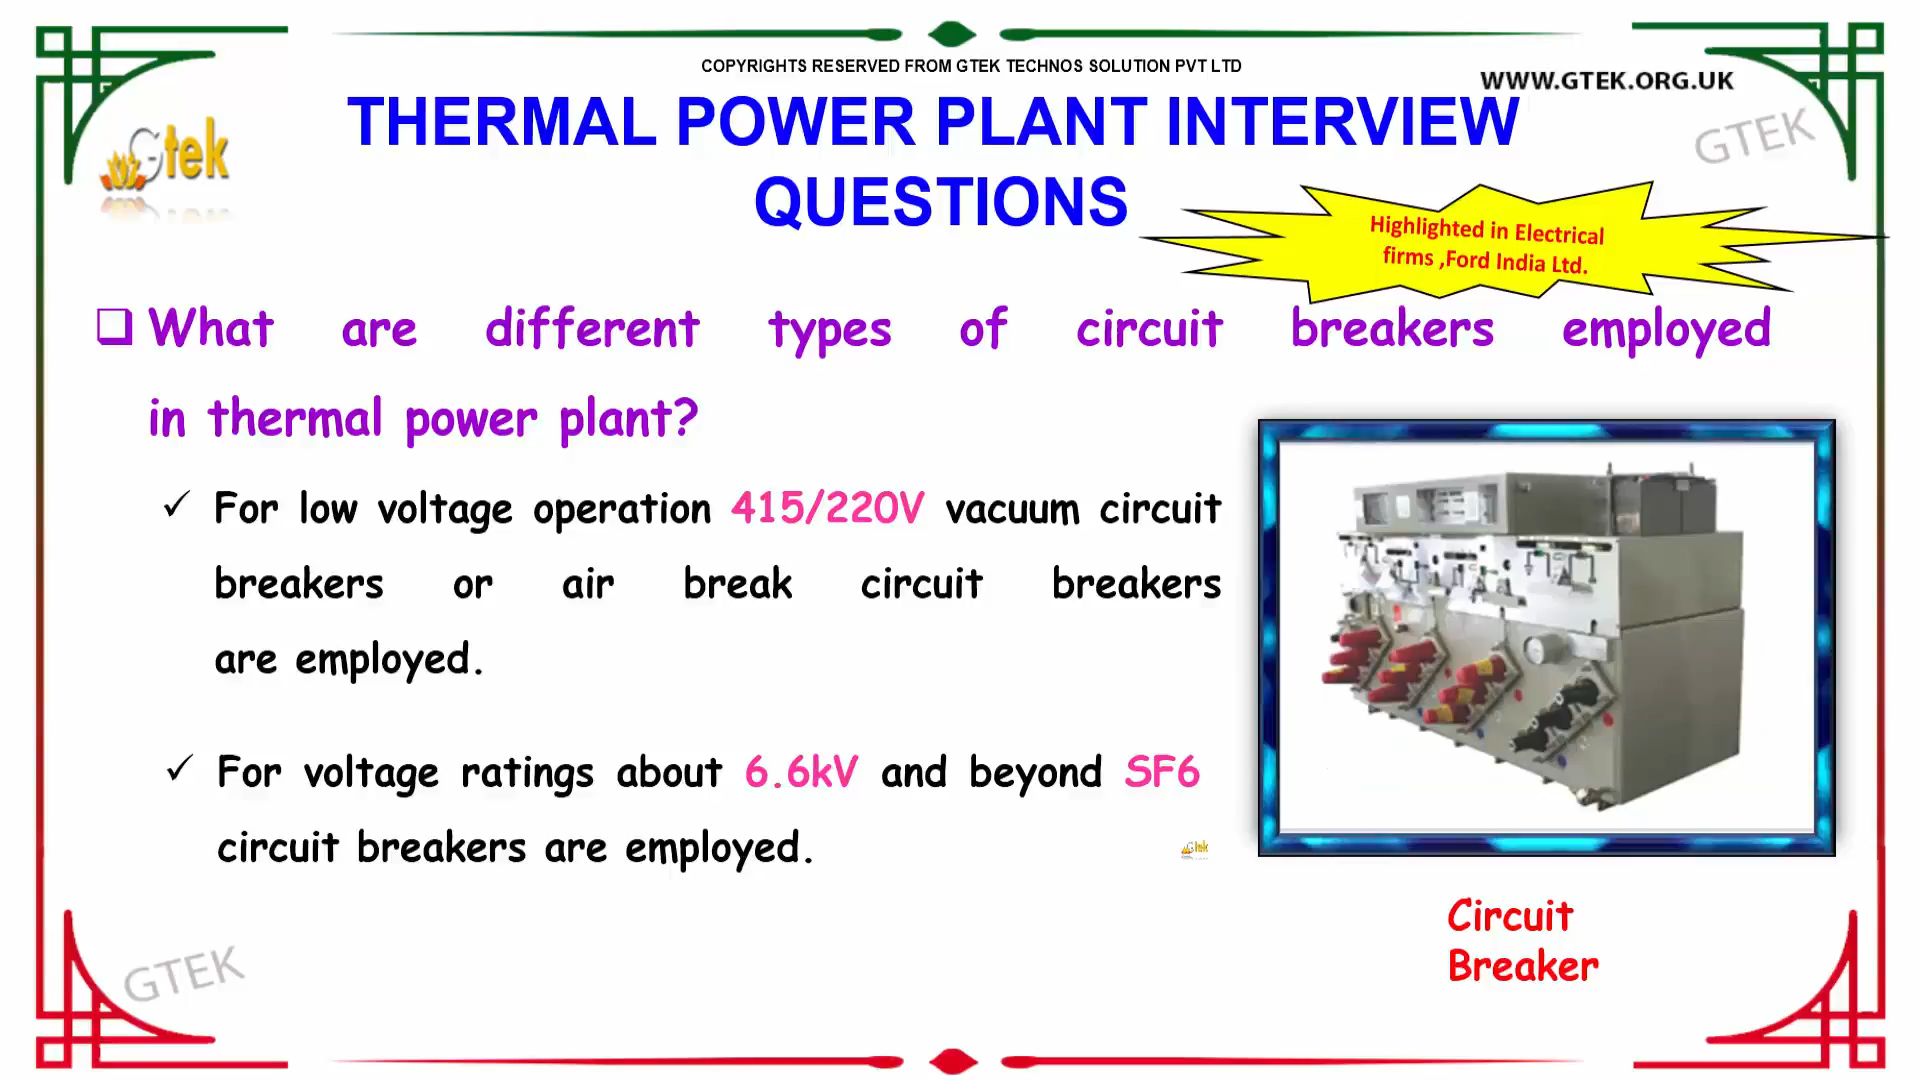 COPYRIGHTS RESERVED FROM GTEK TECHNOS SOLUTION PVT LTD
WWW.GTEK.ORG.UK
Gtek
THERMAL POWER PLANT INTERVIEW
QUESTIONS
GTEK
Highlighted in Electrical
firms ,Ford India Ltd.
What are different types of circuit breakers employed
in thermal power plant?
For low voltage operation 415/220V vacuum circuit
breakers or air break circuit breakers
are employed.
For voltage ratings about 6.6kV and beyond SF6
circuit breakers are employed.
Gtek
Circuit
Breaker
GTEK